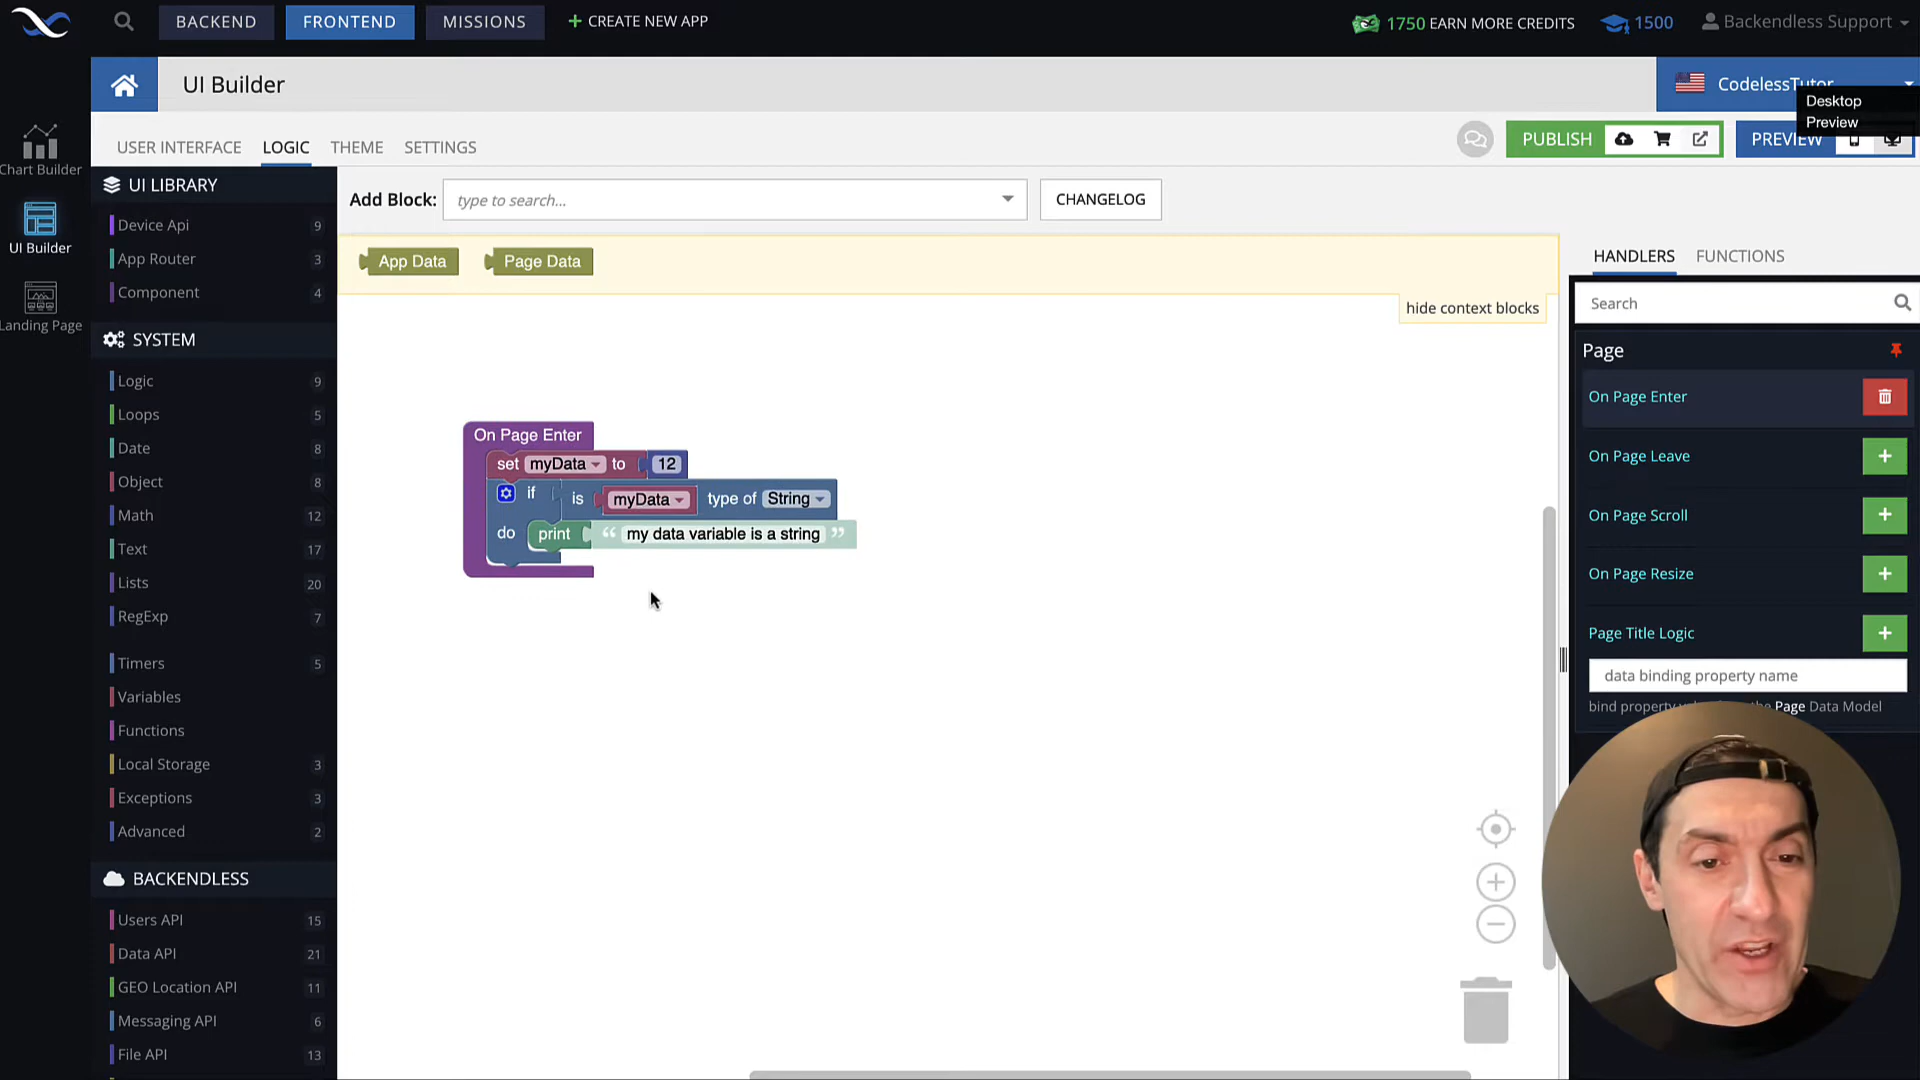 BACKEND
FRONTEND
MISSIONS
+ CREATE NEW APP
1750 EARN MORE CREDITS
1500
Backendless Support
UI Builder
CodelessTutor
Desktop
Preview
USER INTERFACE
LOGIC
THEME
SETTINGS
PUBLISH
PREVIEW
Chart Builder
UI Builder
Landing Page
UI LIBRARY
Device Api 9
App Router 3
Component 4
SYSTEM
Logic 9
Loops 5
Date 8
Object 8
Math 12
Text 17
Lists 20
RegExp 7
Timers 5
Variables
Functions
Local Storage 3
Exceptions 3
Advanced 2
BACKENDLESS
Users API 15
Data API 21
GEO Location API 11
Messaging API 6
File API 13
Add Block:
type to search...
CHANGELOG
App Data
Page Data
hide context blocks
On Page Enter
set myData to 12
if is myData type of String
do print “ my data variable is a string ”
HANDLERS
FUNCTIONS
Search
Page
On Page Enter
On Page Leave
On Page Scroll
On Page Resize
Page Title Logic
data binding property name
bind property Page Data Model